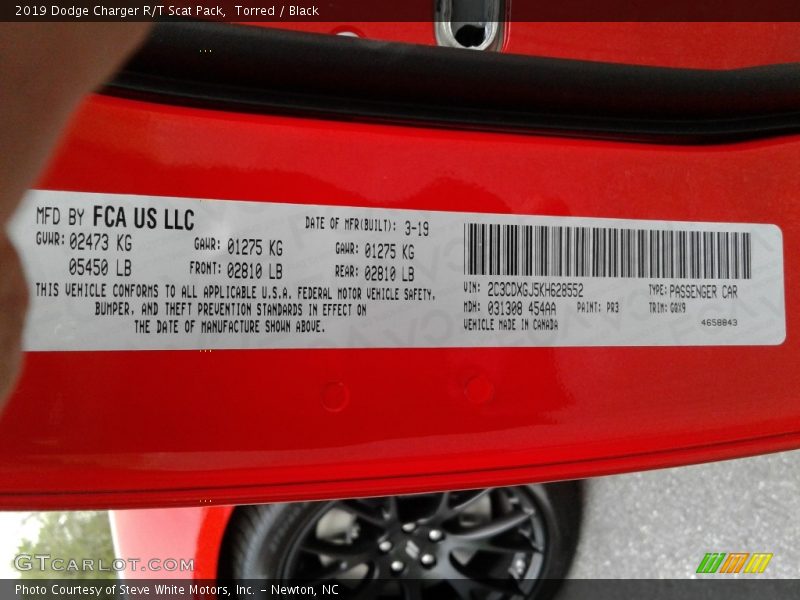 2019 Dodge Charger R/T Scat Pack, Torred / Black
MFD BY FCA US LLC
DATE OF MFR(BUILT): 3-19
GVWR: 02473 KG
GAWR: 01275 KG
GAWR: 01275 KG
05450 LB
FRONT: 02810 LB
REAR: 02810 LB
THIS VEHICLE CONFORMS TO ALL APPLICABLE U.S.A. FEDERAL MOTOR VEHICLE SAFETY,
BUMPER, AND THEFT PREVENTION STANDARDS IN EFFECT ON
THE DATE OF MANUFACTURE SHOWN ABOVE.
VIN: 2C3CDXGJ5KH628552
TYPE: PASSENGER CAR
MDH: 031308 454AA
PAINT: PR3
TRIM: GQX9
VEHICLE MADE IN CANADA
4658843
GTCarlot.com
Photo Courtesy of Steve White Motors, Inc. - Newton, NC